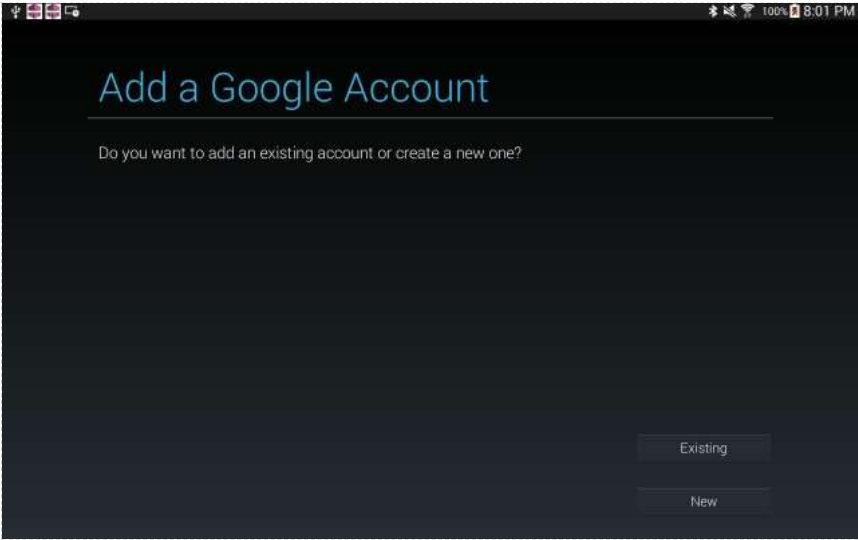 100% 8:01 PM
Add a Google Account
Do you want to add an existing account or create a new one?
Existing
New